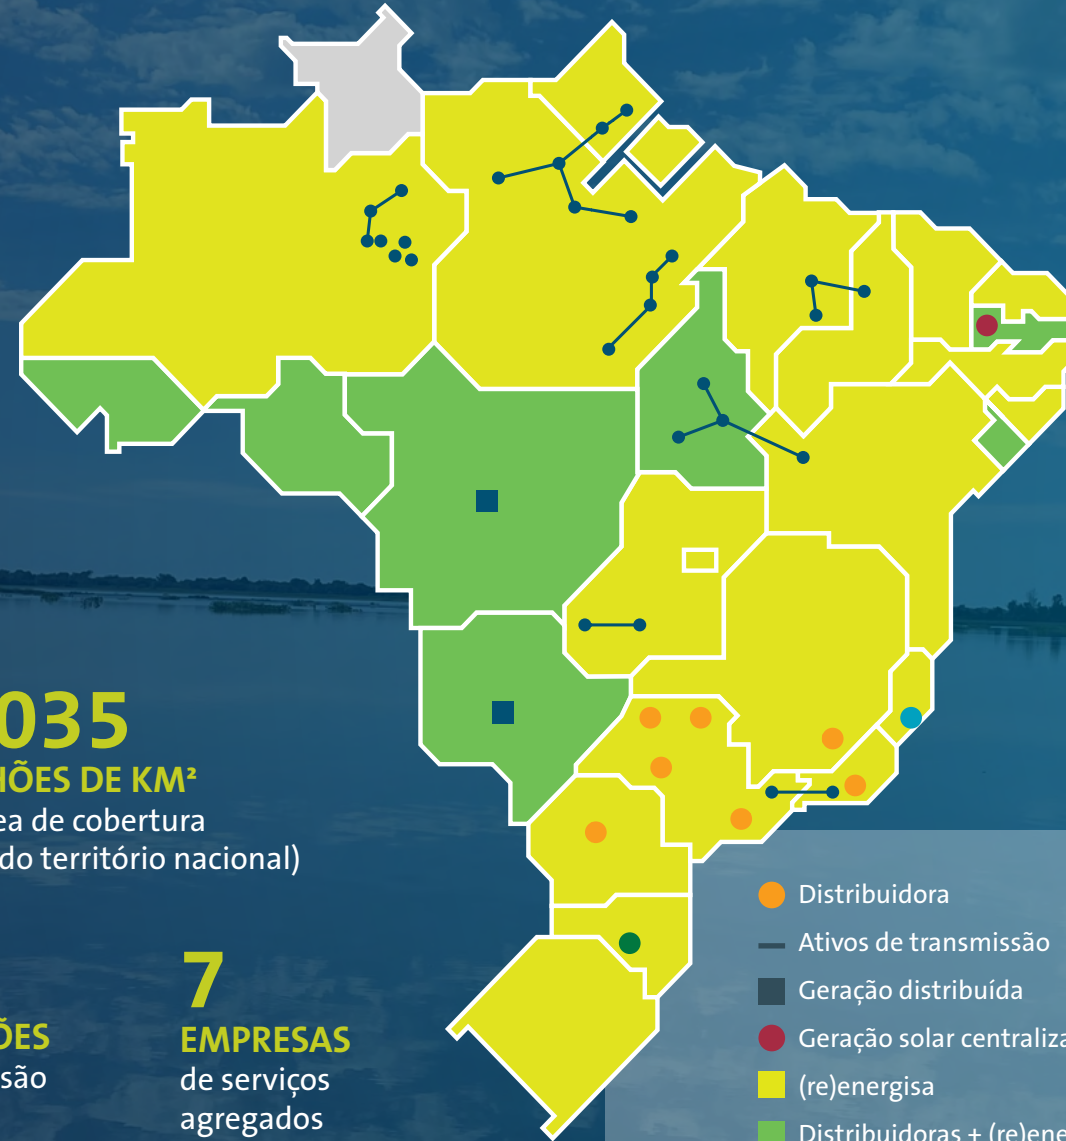 035
HÕES DE KM²
ea de cobertura
do território nacional)
7
EMPRESAS
de serviços
agregados
ÕES
são
Distribuidora
Ativos de transmissão
Geração distribuída
Geração solar centraliza
(re)energisa
Distribuidoras + (re)ene